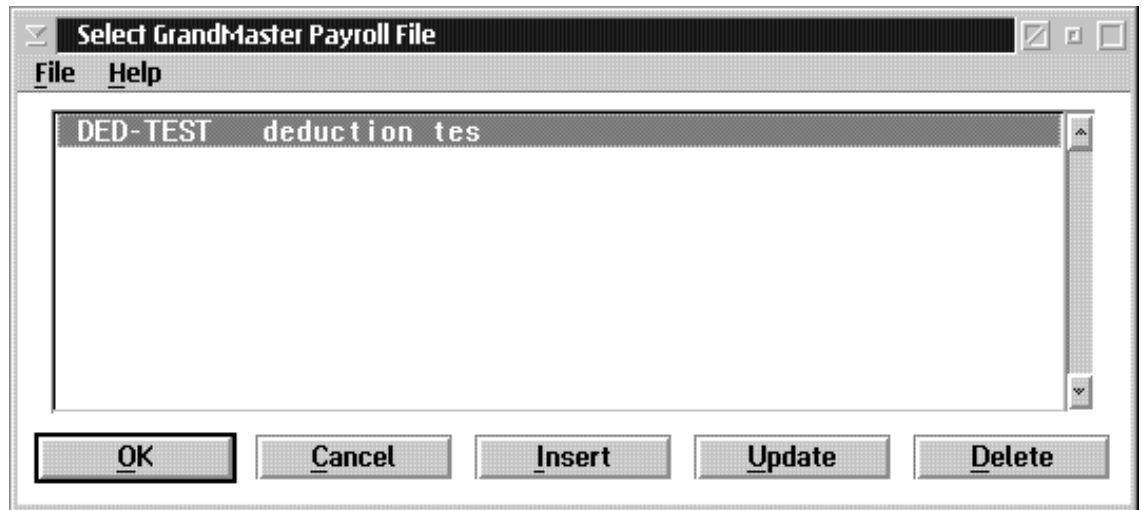 Select GrandMaster Payroll File
File Help
DED-TEST deduction tes
OK Cancel Insert Update Delete